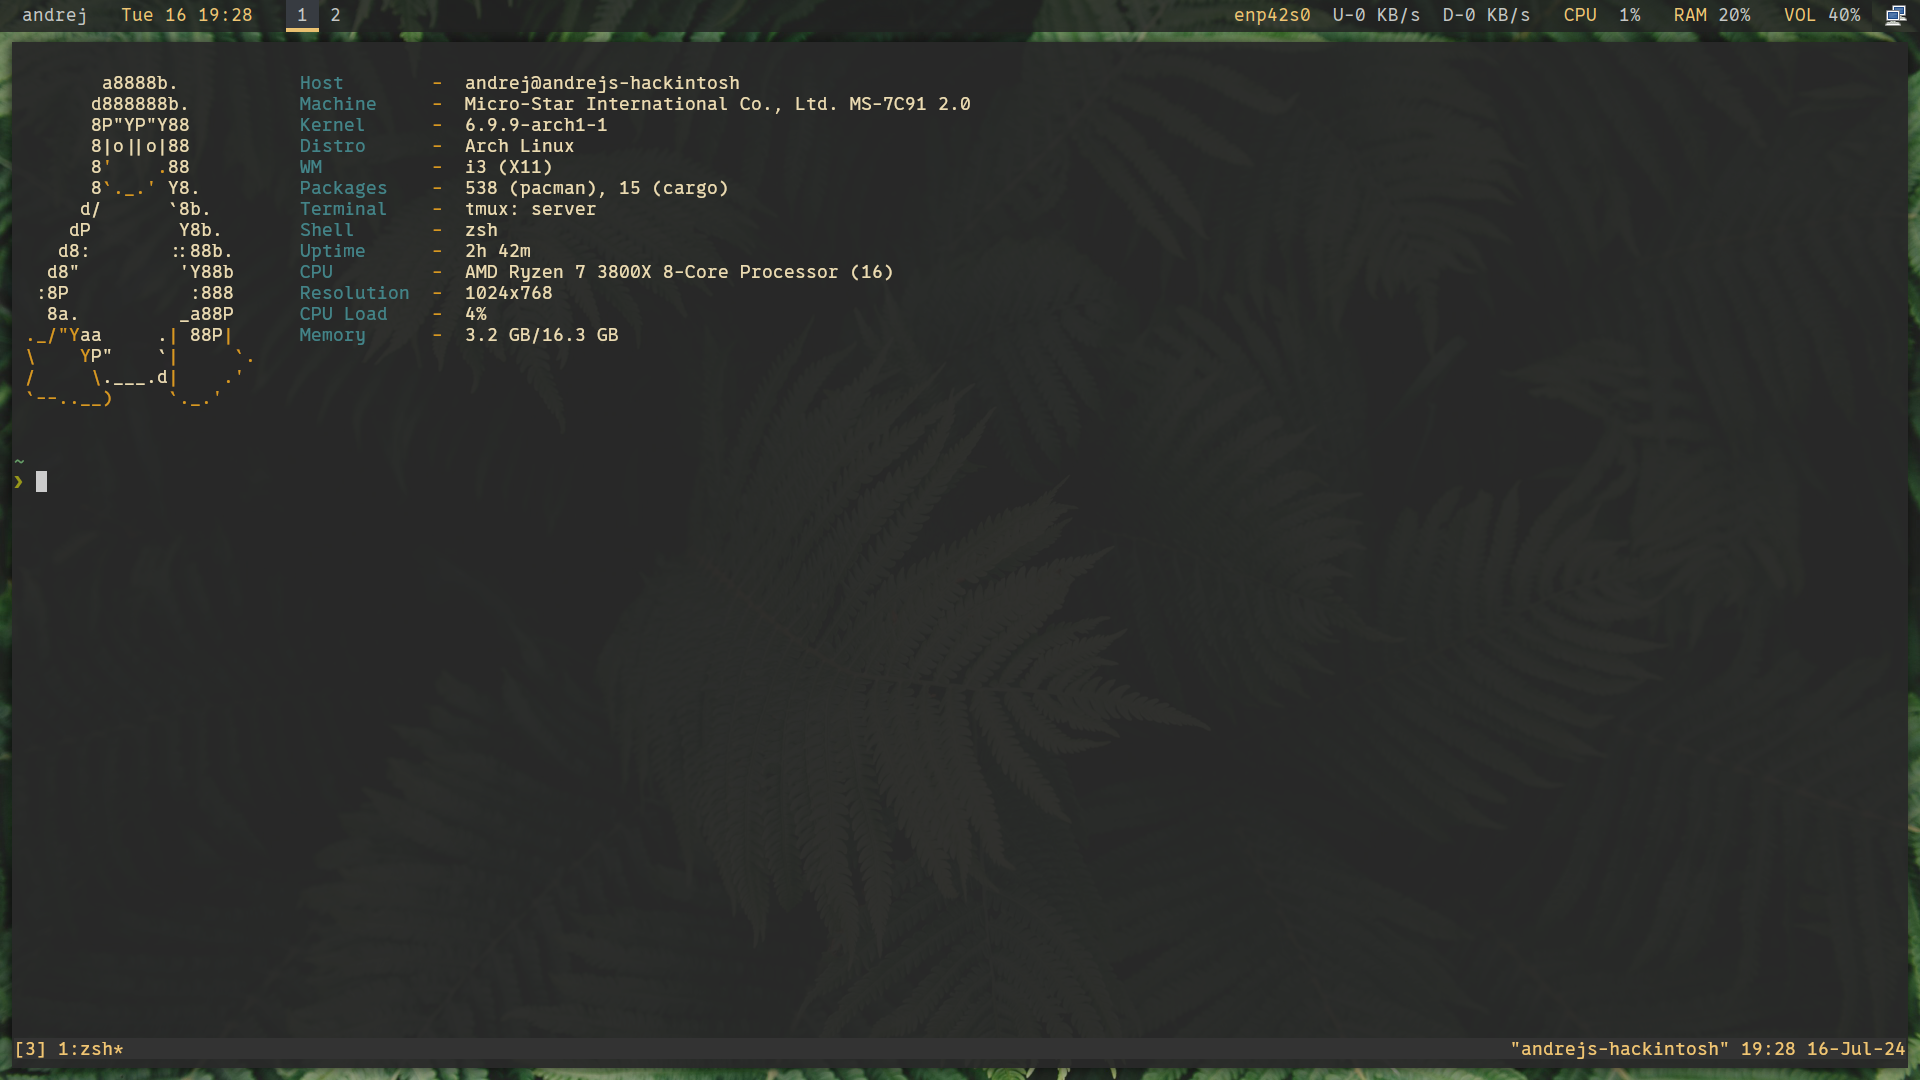 andrej Tue 16 19:28 1 2 enp42s0 U-0 KB/s D-0 KB/s CPU 1% RAM 20% VOL 40%
a8888b. Host - andrej@andrejs-hackintosh
d888888b. Machine - Micro-Star International Co., Ltd. MS-7C91 2.0
8P"YP"Y88 Kernel - 6.9.9-arch1-1
8|o||o|88 Distro - Arch Linux
8' .88 WM - i3 (X11)
8`._.' Y8. Packages - 538 (pacman), 15 (cargo)
d/ `8b. Terminal - tmux: server
dP Y8b. Shell - zsh
d8: ::88b. Uptime - 2h 42m
d8" 'Y88b CPU - AMD Ryzen 7 3800X 8-Core Processor (16)
:8P :888 Resolution - 1024x768
8a. _a88P CPU Load - 4%
._/"Yaa .| 88P| Memory - 3.2 GB/16.3 GB
\ YP" `| `.
/ \.___.d| .'
`--..__) `._.'
~
❯
[3] 1:zsh* "andrejs-hackintosh" 19:28 16-Jul-24